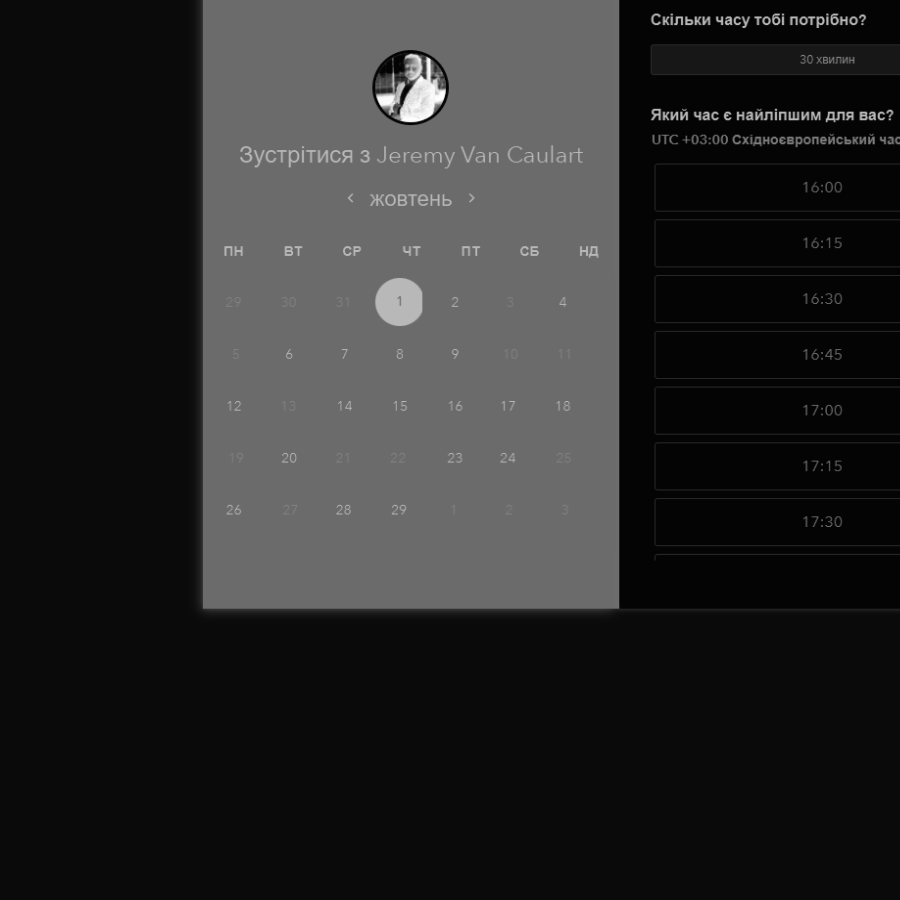 Зустрітися з Jeremy Van Caulart
жовтень
ПН ВТ СР ЧТ ПТ СБ НД
29 30 31 1 2 3 4
5 6 7 8 9 10 11
12 13 14 15 16 17 18
19 20 21 22 23 24 25
26 27 28 29 1 2 3
Скільки часу тобі потрібно?
30 хвилин
Який час є найліпшим для вас?
UTC +03:00 Східноєвропейський час
16:00
16:15
16:30
16:45
17:00
17:15
17:30